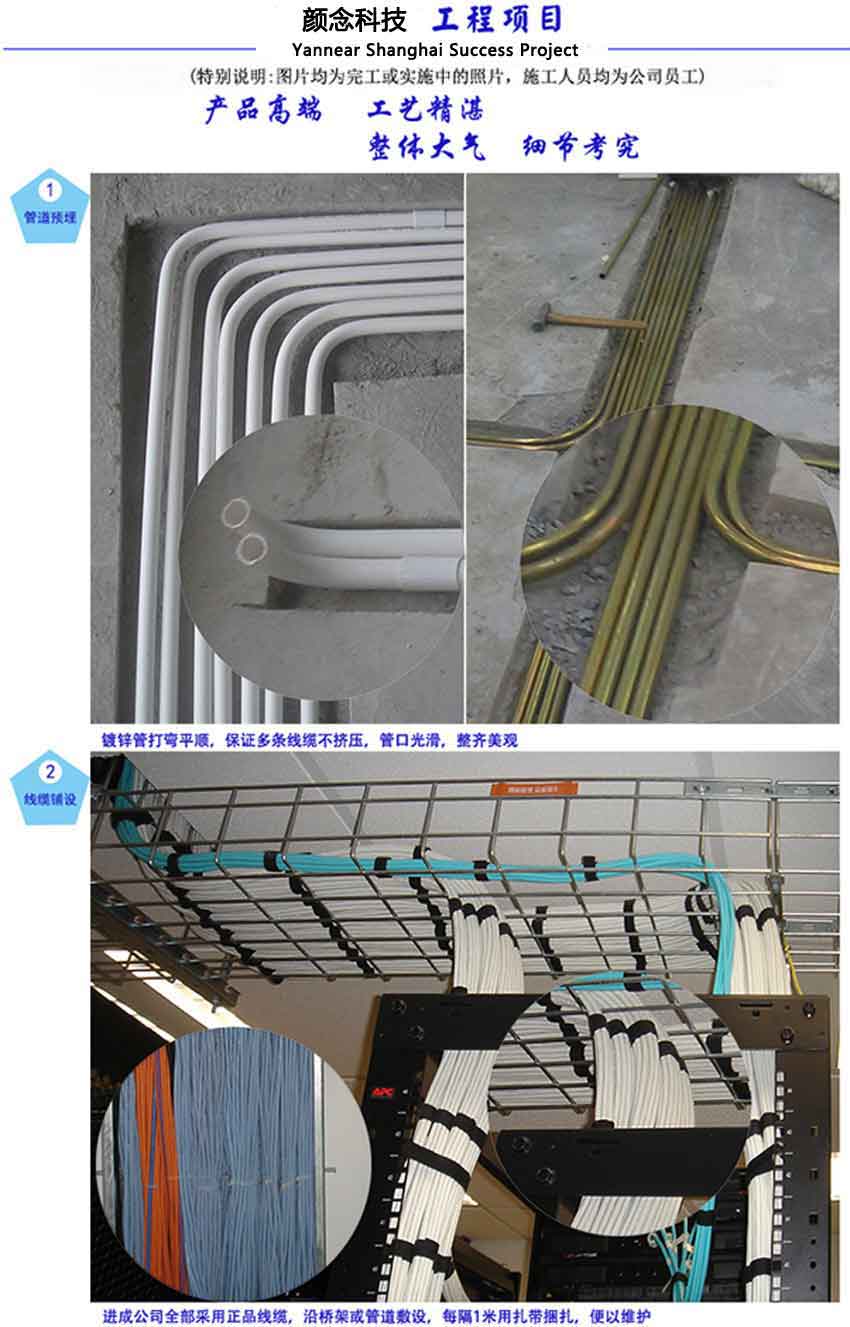 颜念科技 工程项目
Yannear Shanghai Success Project
(特别说明:图片均为完工或实施中的照片，施工人员均为公司员工)
产品高端 工艺精湛
整体大气 细节考究
1
管道预埋
镀锌管打弯平顺，保证多条线缆不挤压，管口光滑，整齐美观
2
线缆铺设
APC
进成公司全部采用正品线缆，沿桥架或管道敷设，每隔1米用扎带捆扎，便以维护